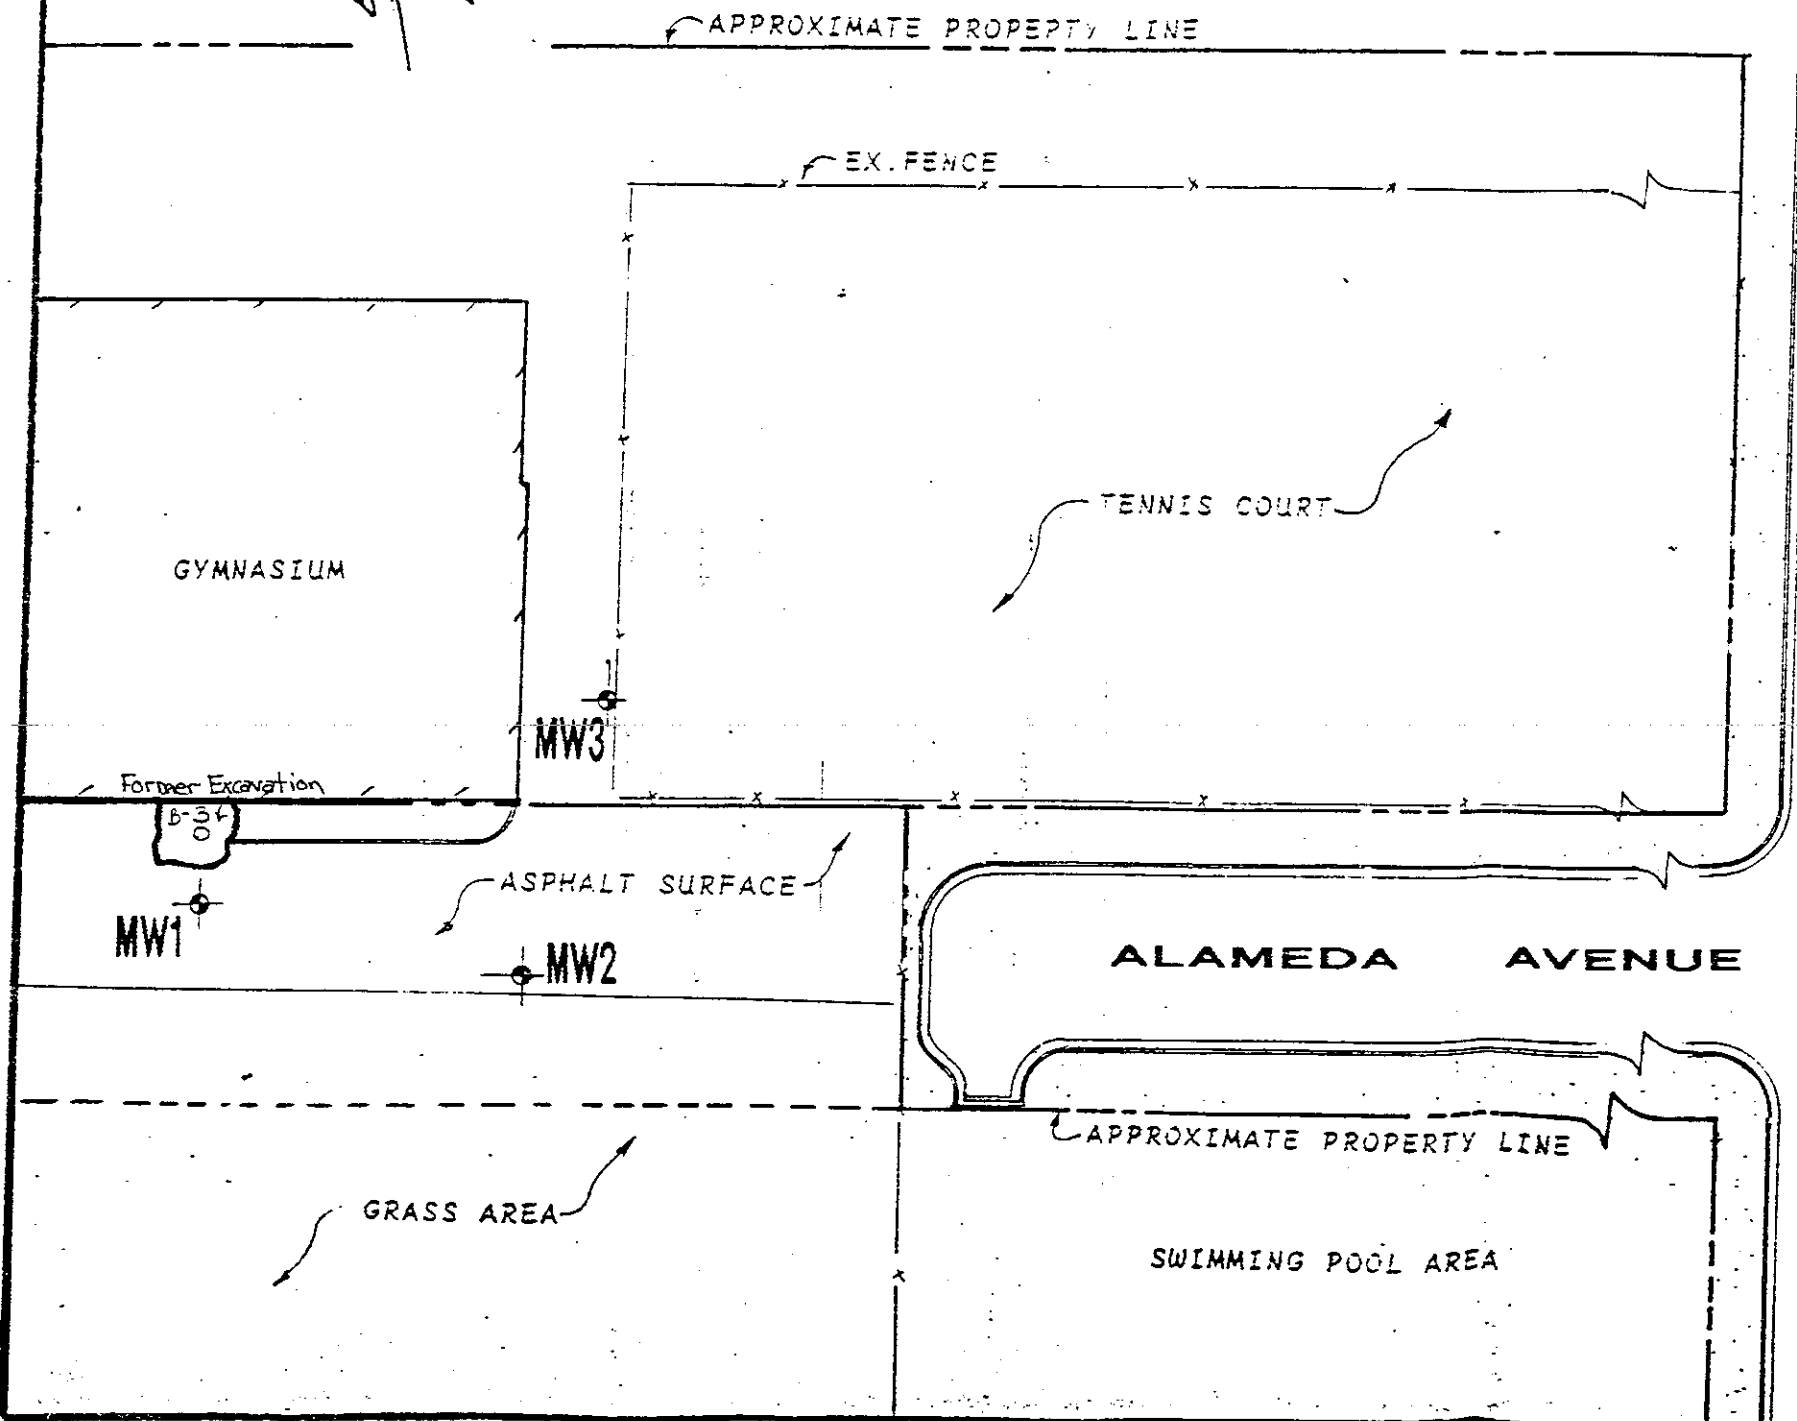 APPROXIMATE PROPERTY LINE
EX.FENCE
TENNIS COURT
GYMNASIUM
MW3
Former Excavation
ASPHALT SURFACE
MW1
MW2
ALAMEDA AVENUE
APPROXIMATE PROPERTY LINE
GRASS AREA
SWIMMING POOL AREA